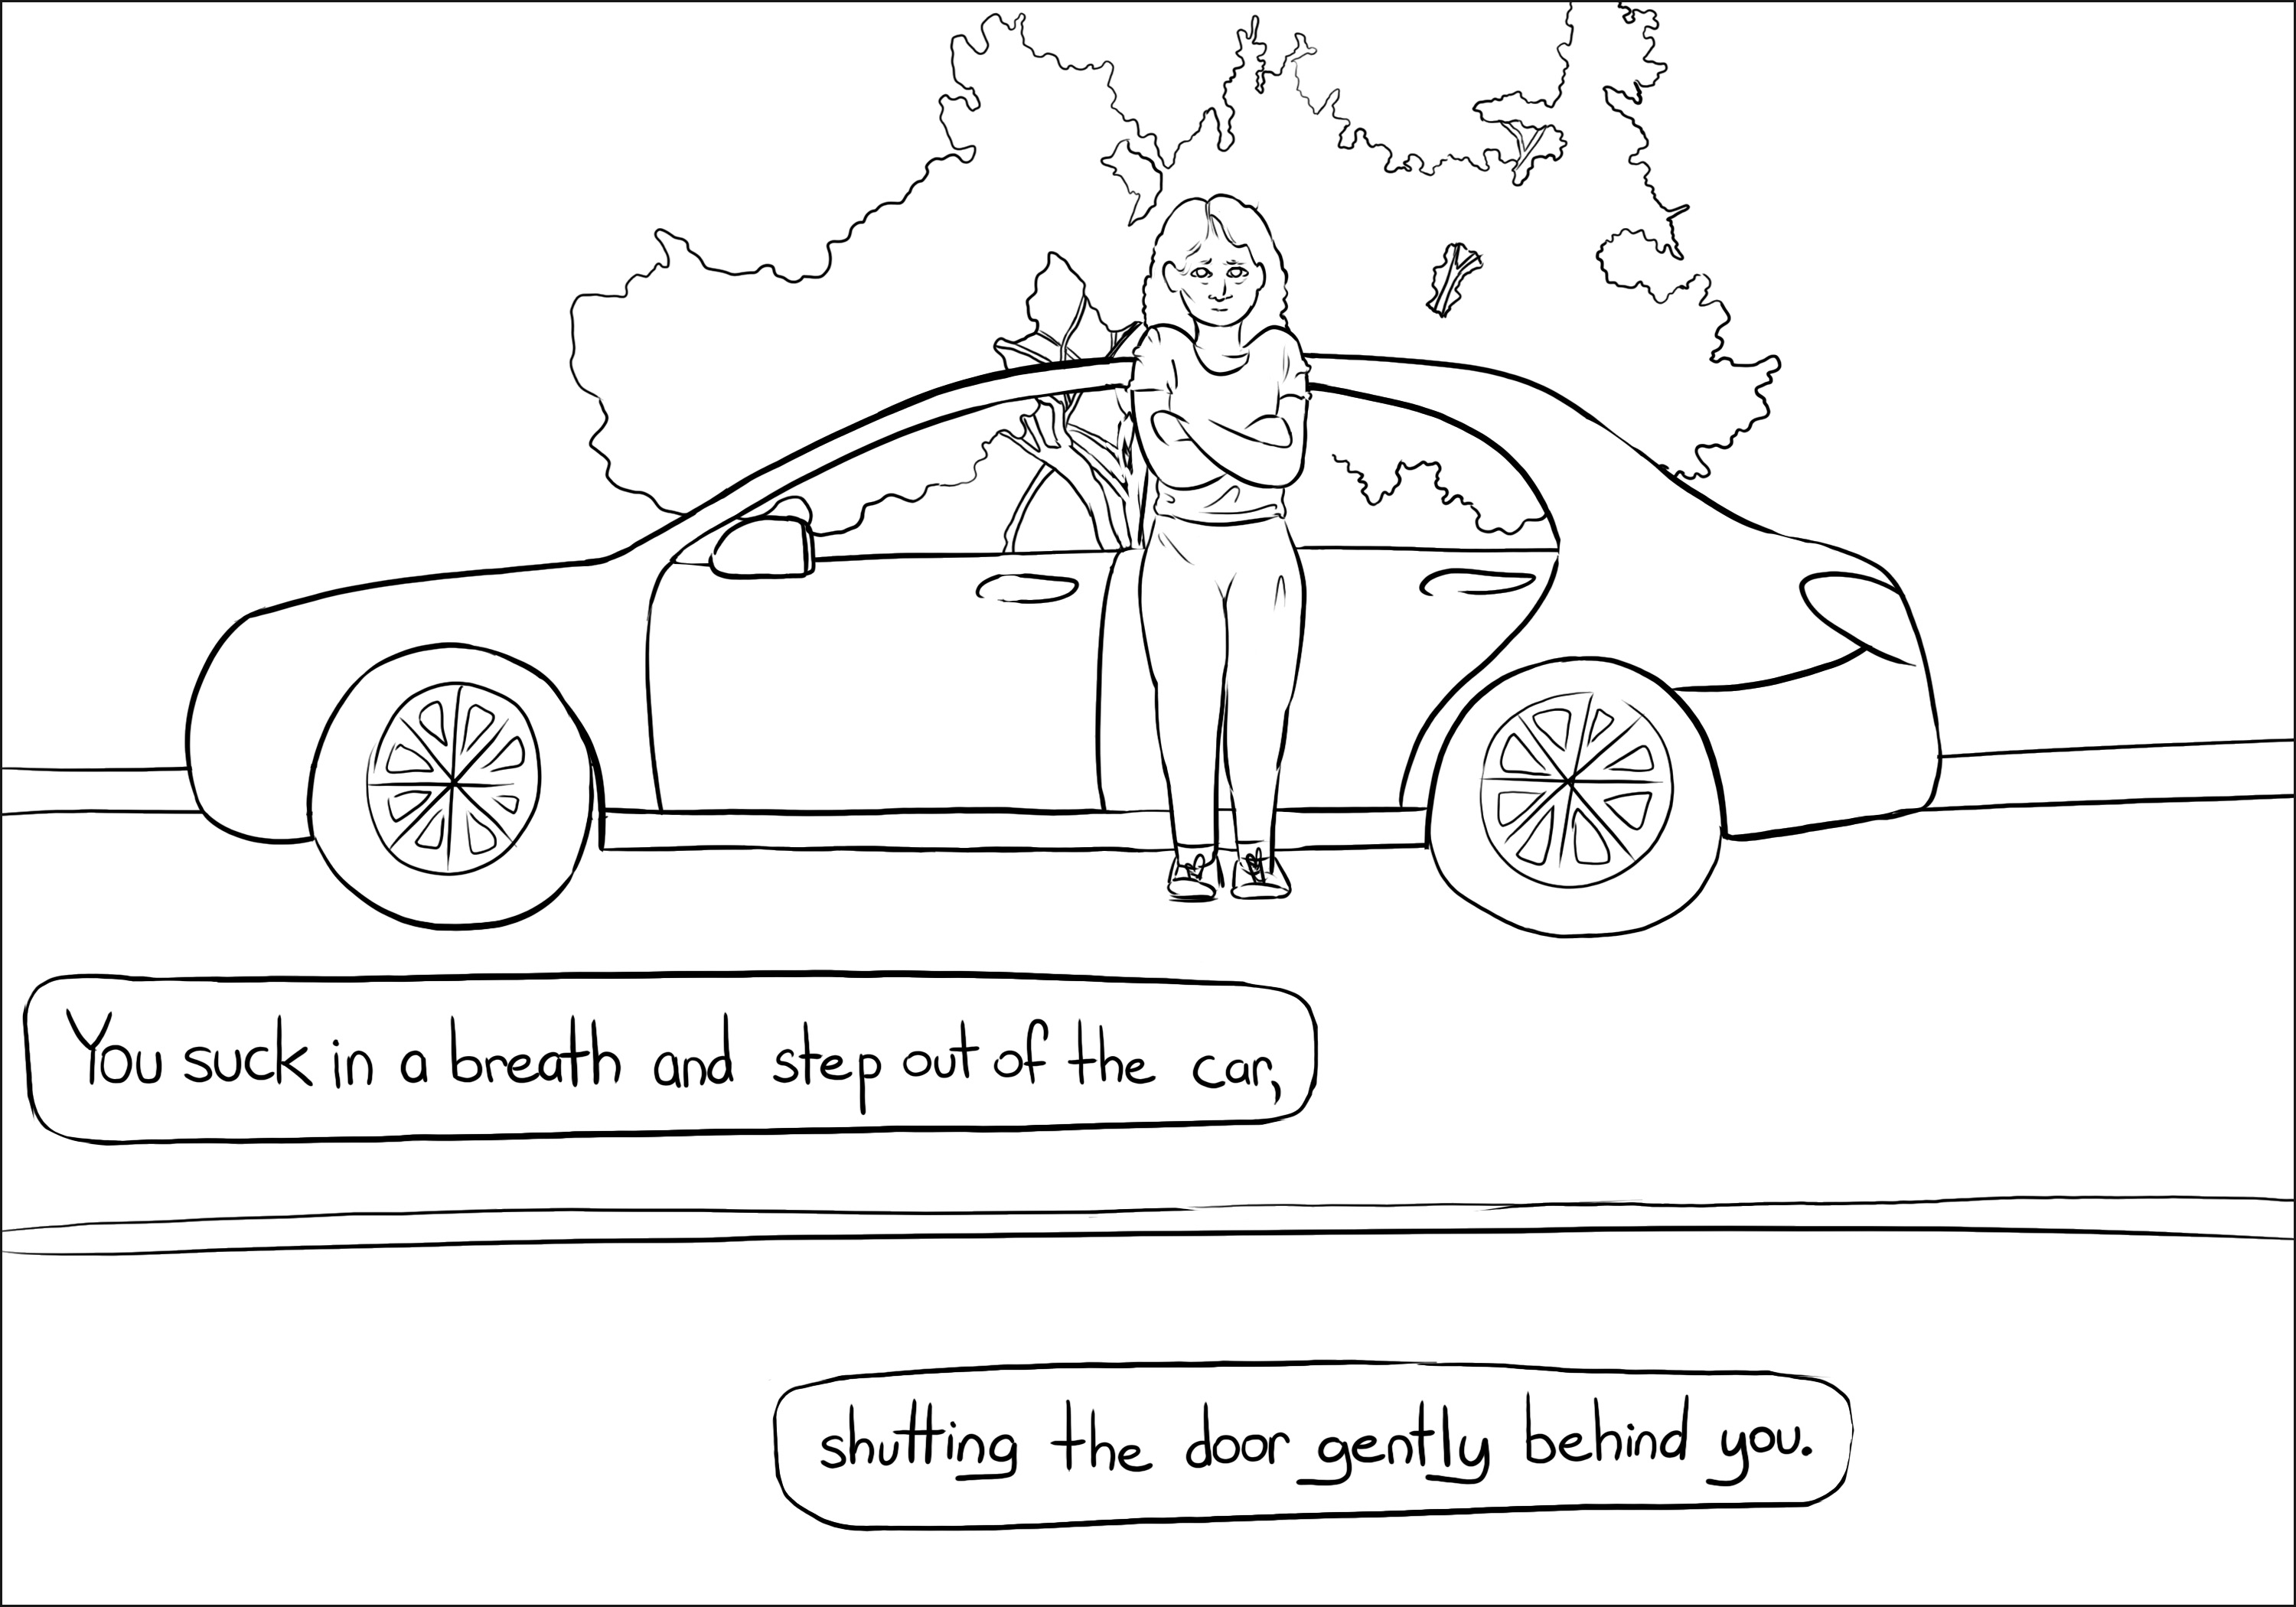 You suck in a breath and step out of the car,
shutting the door gently behind you.